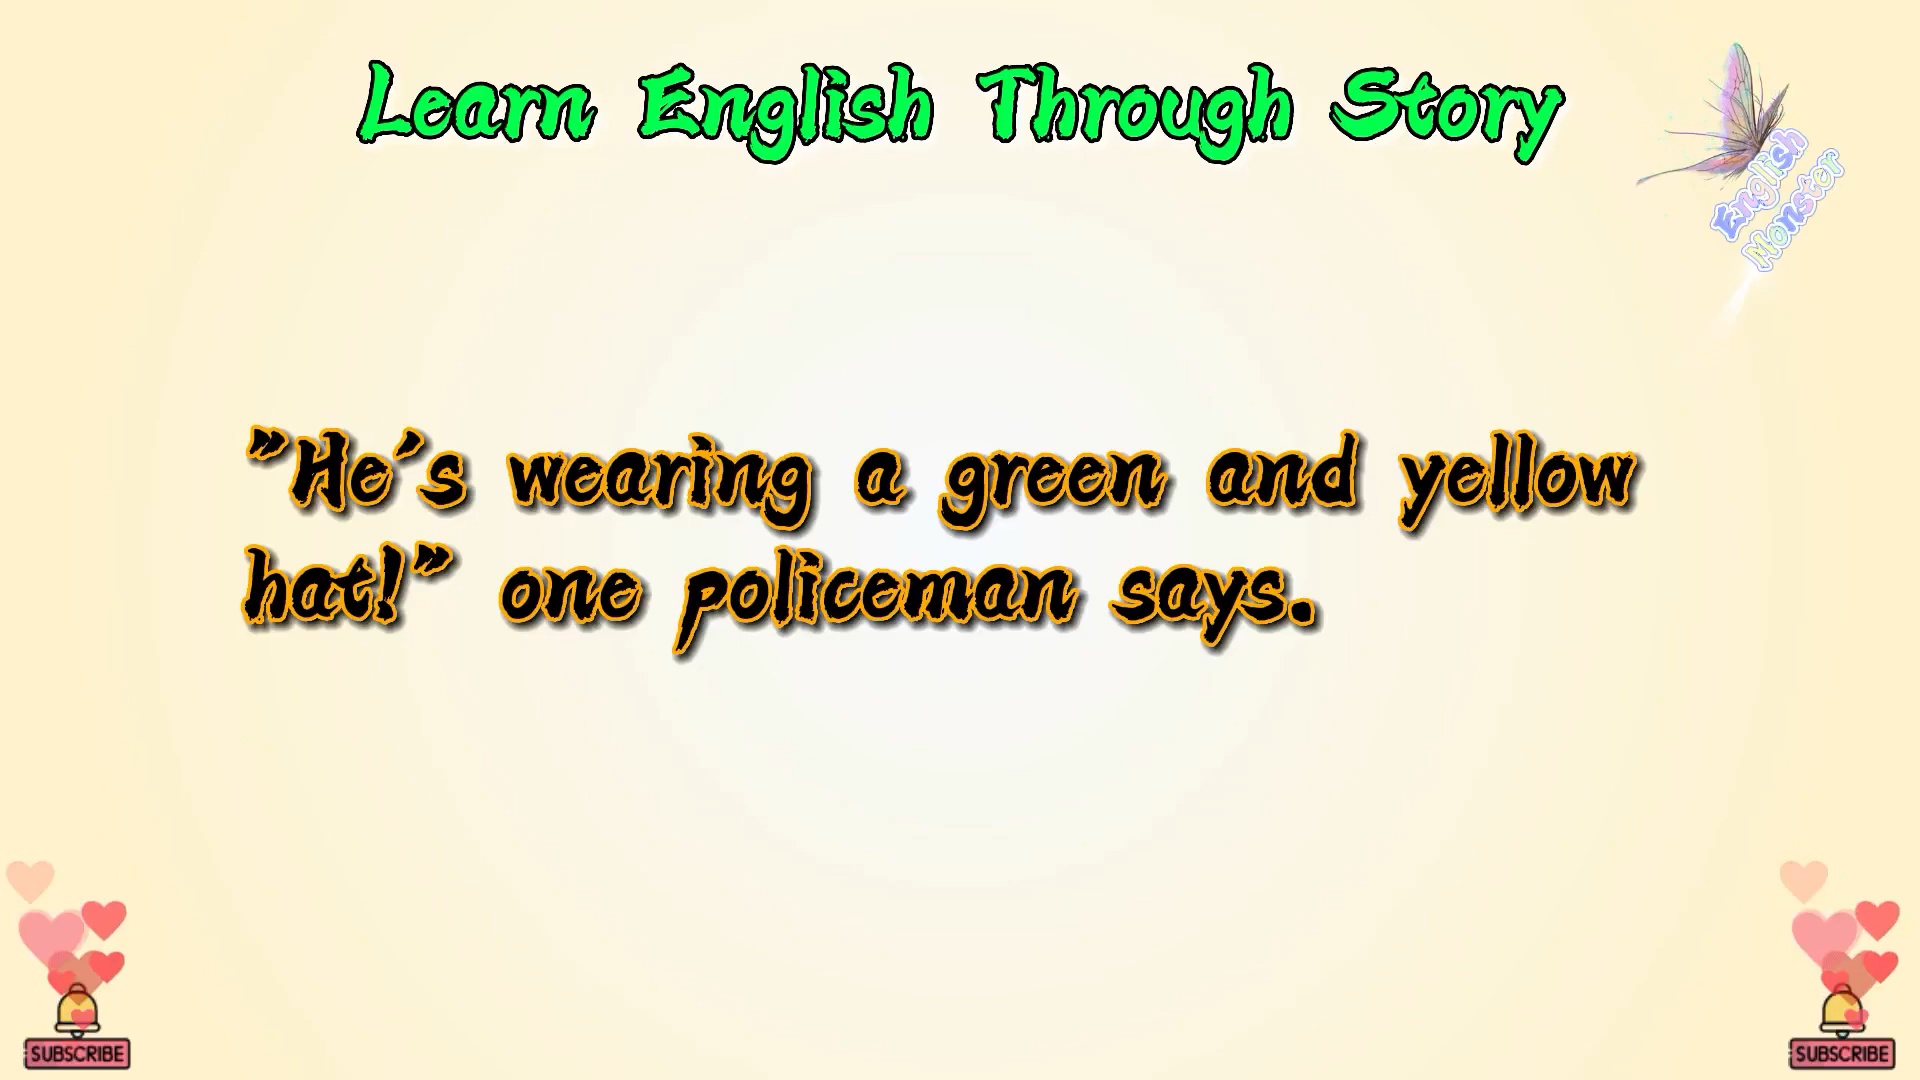 Learn English Through Story
English
Monster
"He's wearing a green and yellow
hat!" one policeman says.
SUBSCRIBE
SUBSCRIBE